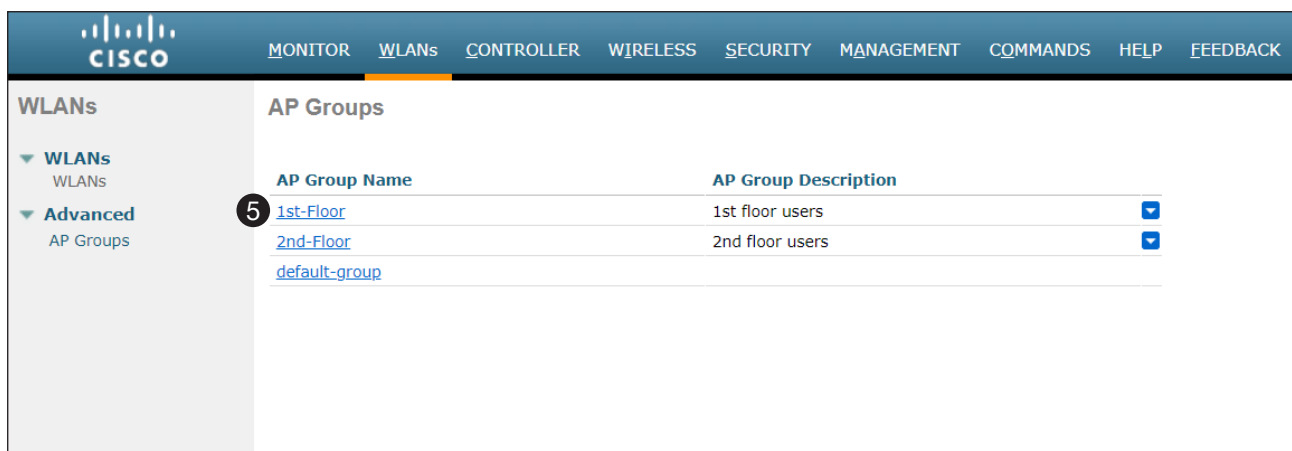 CISCO
MONITOR WLANs CONTROLLER WIRELESS SECURITY MANAGEMENT COMMANDS HELP FEEDBACK
WLANs
WLANs
WLANs
Advanced
AP Groups
AP Groups
AP Group Name AP Group Description
5 1st-Floor 1st floor users
2nd-Floor 2nd floor users
default-group